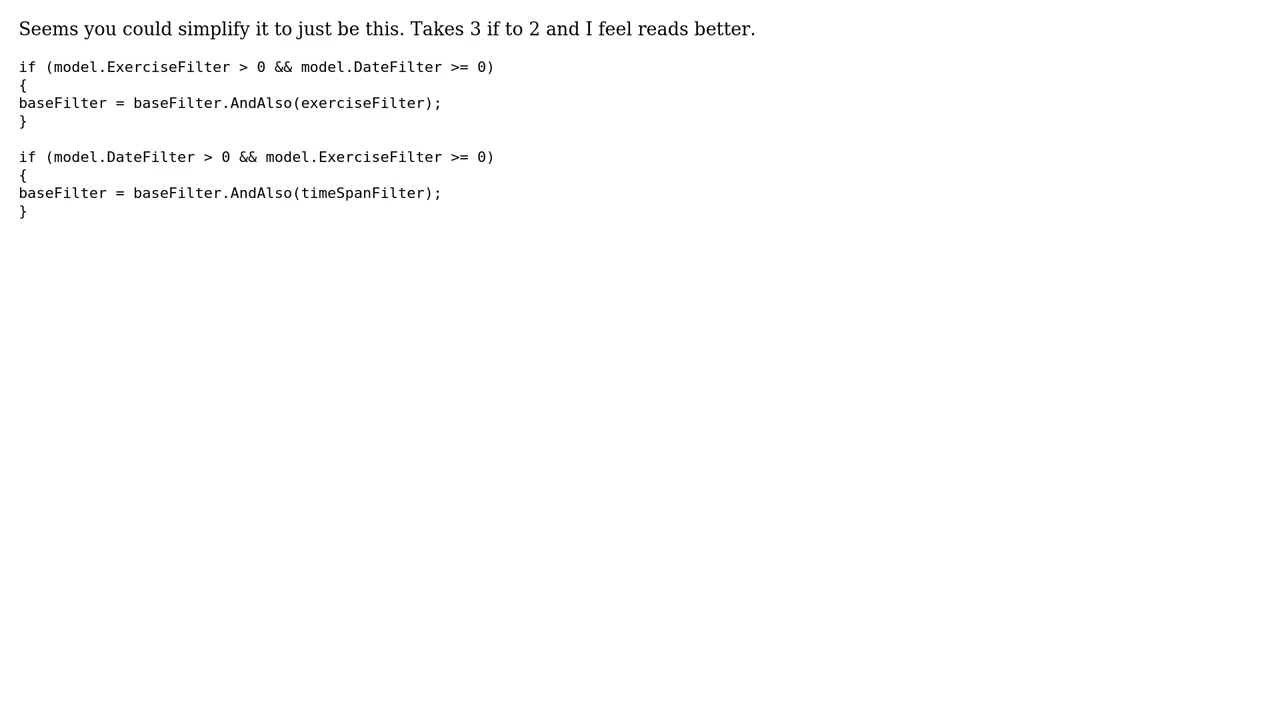 Seems you could simplify it to just be this. Takes 3 if to 2 and I feel reads better.
if (model.ExerciseFilter > 0 && model.DateFilter >= 0)
{
baseFilter = baseFilter.AndAlso(exerciseFilter);
}
if (model.DateFilter > 0 && model.ExerciseFilter >= 0)
{
baseFilter = baseFilter.AndAlso(timeSpanFilter);
}